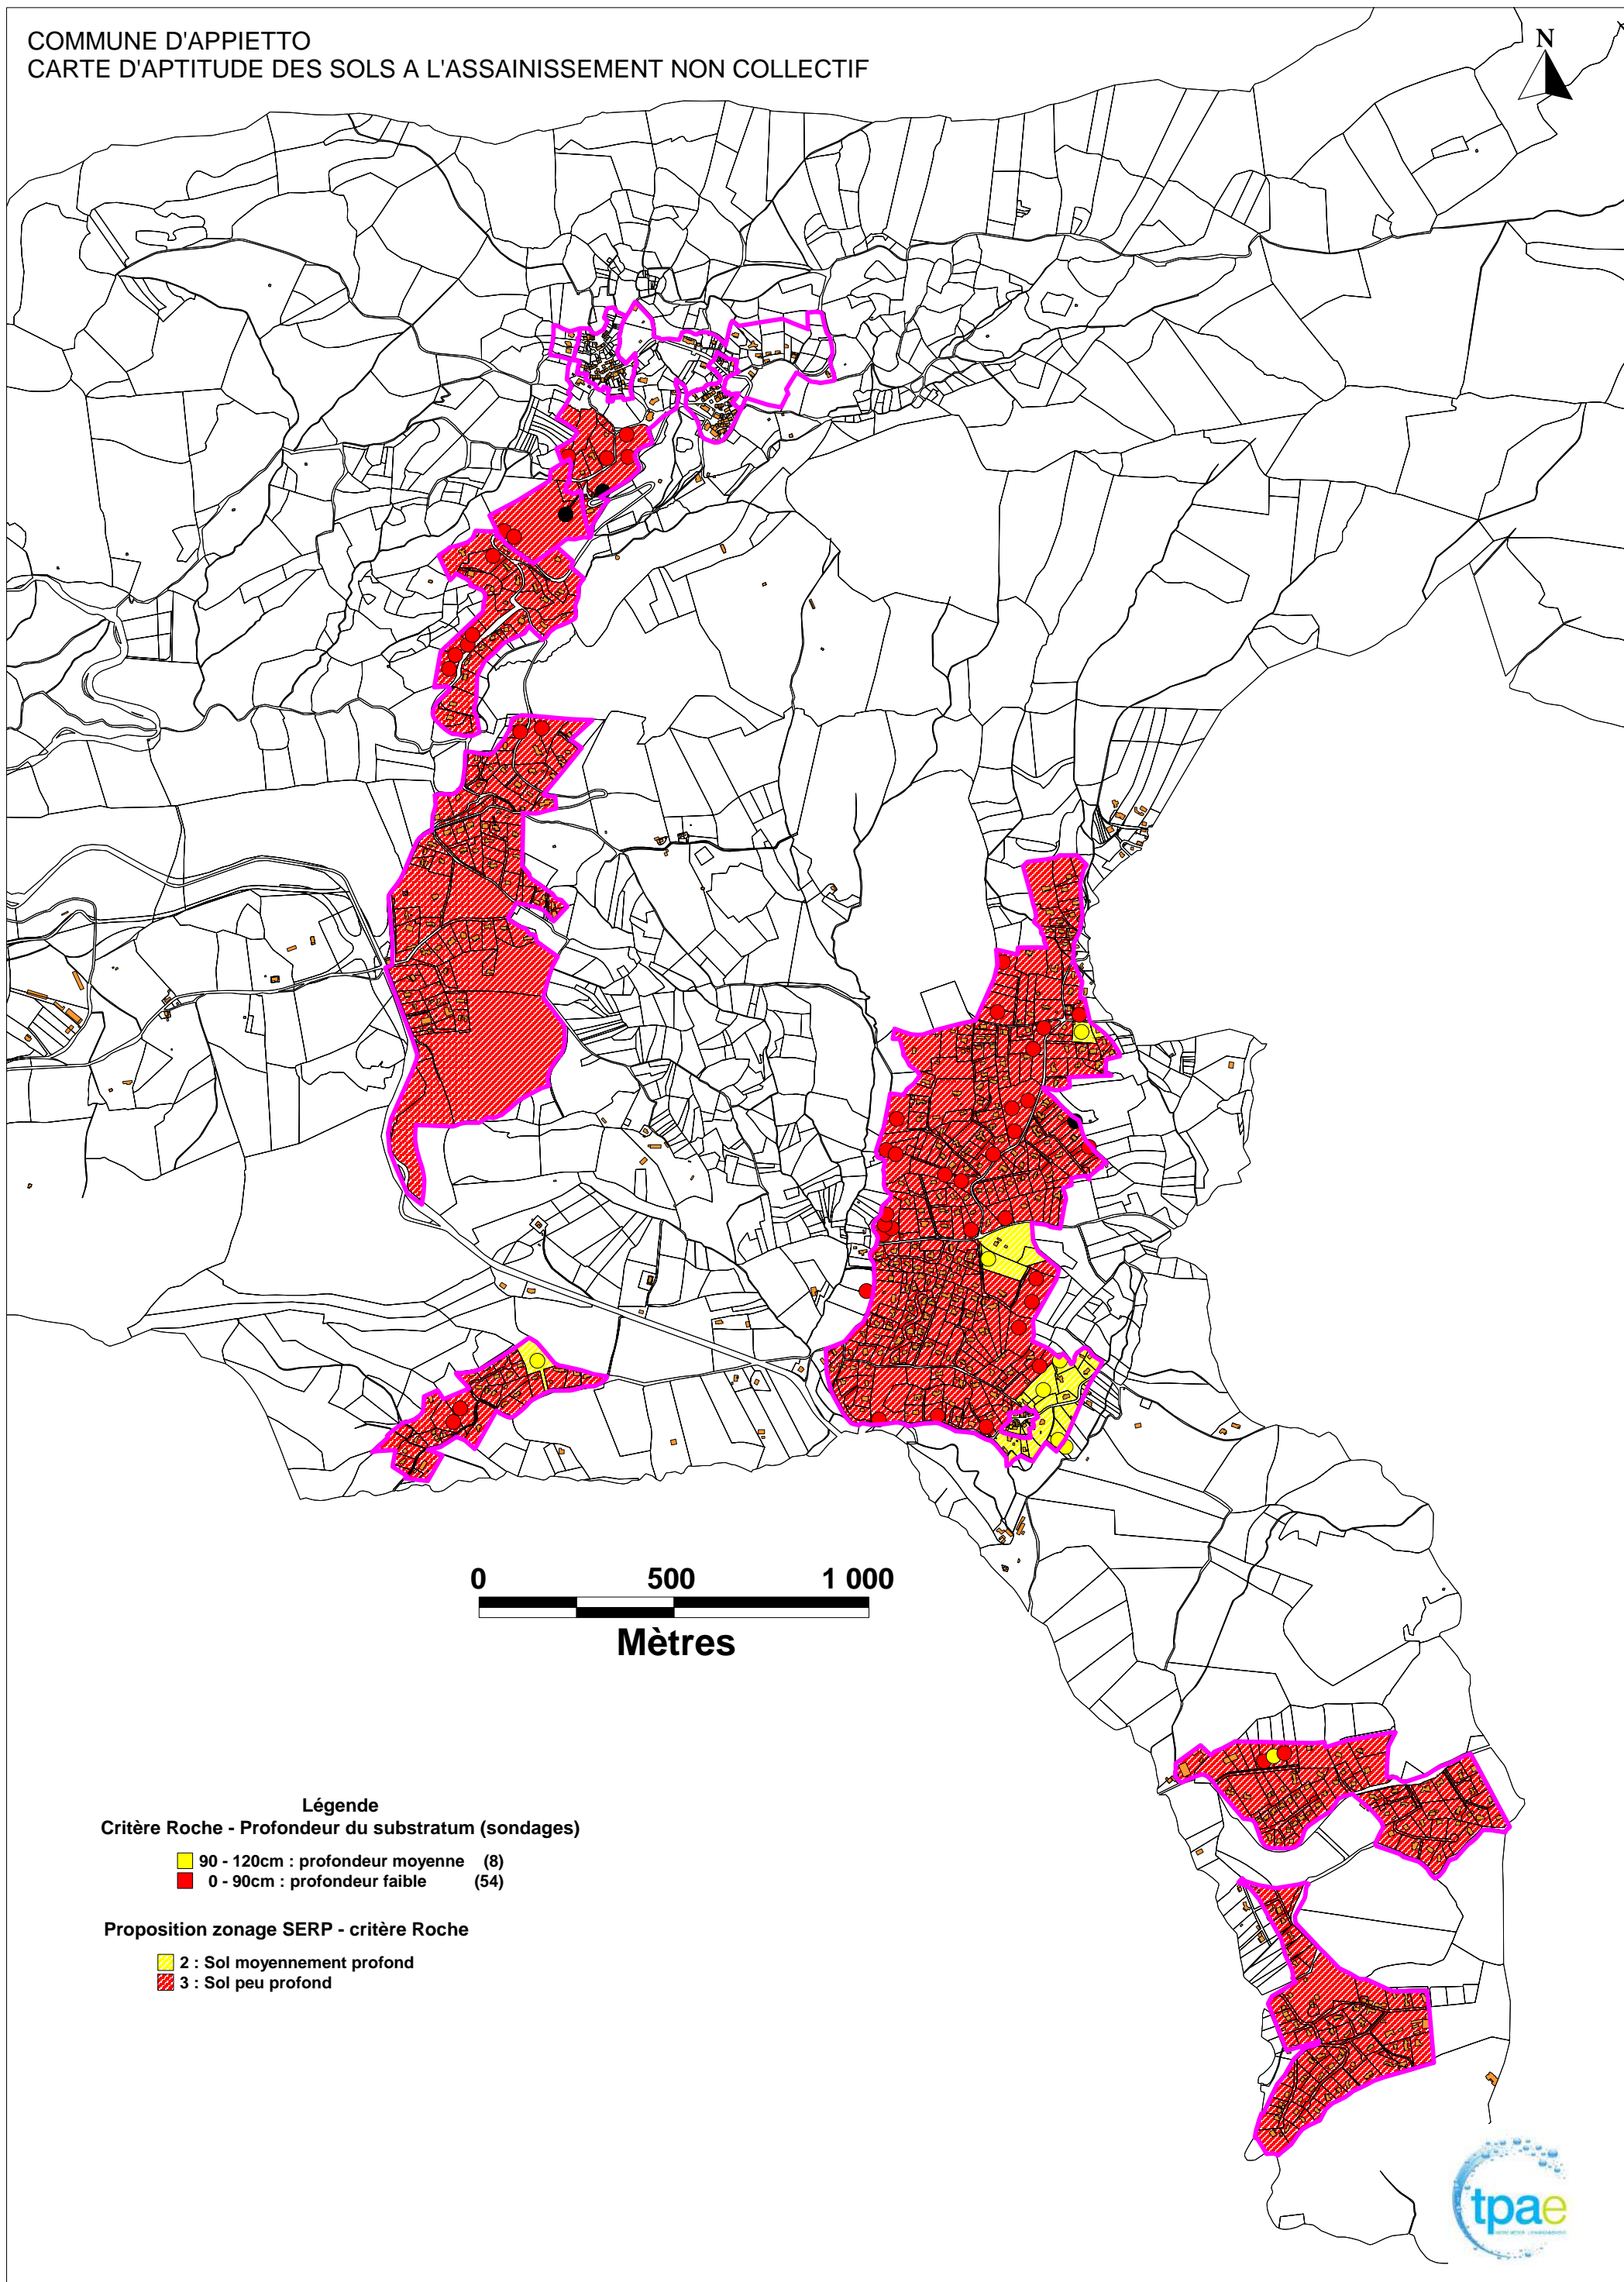 COMMUNE D'APPIETTO
CARTE D'APTITUDE DES SOLS A L'ASSAINISSEMENT NON COLLECTIF
N
0 500 1 000
Mètres
Légende
Critère Roche - Profondeur du substratum (sondages)
90 - 120cm : profondeur moyenne (8)
0 - 90cm : profondeur faible (54)
Proposition zonage SERP - critère Roche
2 : Sol moyennement profond
3 : Sol peu profond
tpae